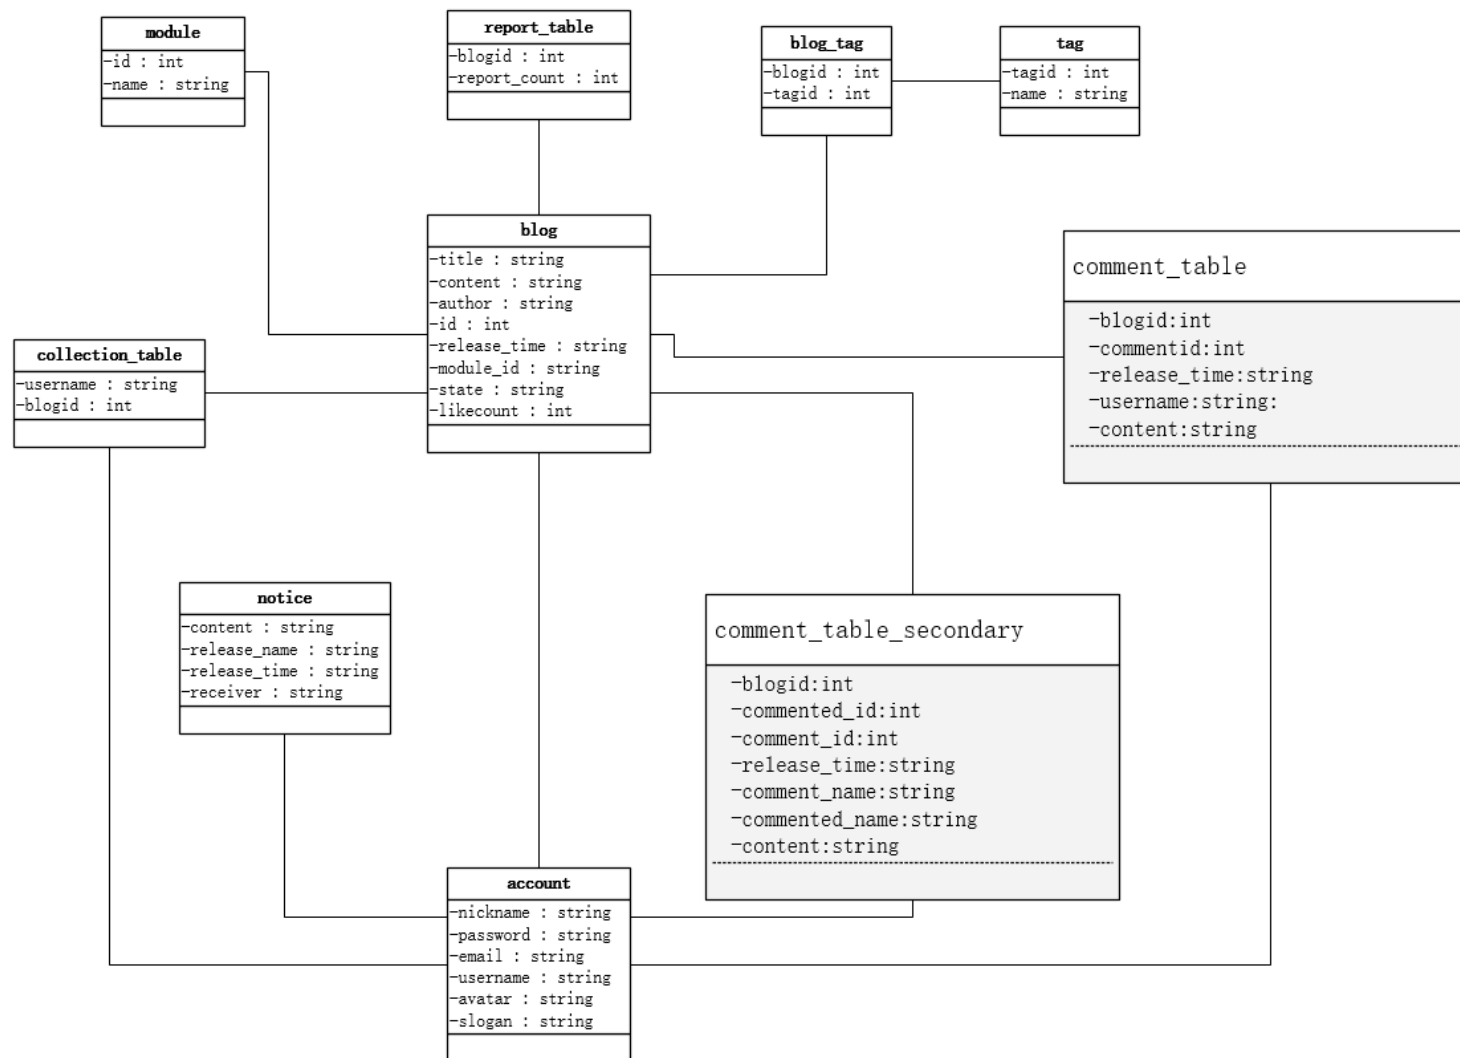 module
-id : int
-name : string
report_table
-blogid : int
-report_count : int
blog_tag
-blogid : int
-tagid : int
tag
-tagid : int
-name : string
blog
-title : string
-content : string
-author : string
-id : int
-release_time : string
-module_id : string
-state : string
-likecount : int
comment_table
-blogid:int
-commentid:int
-release_time:string
-username:string:
-content:string
collection_table
-username : string
-blogid : int
notice
-content : string
-release_name : string
-release_time : string
-receiver : string
comment_table_secondary
-blogid:int
-commented_id:int
-comment_id:int
-release_time:string
-comment_name:string
-commented_name:string
-content:string
account
-nickname : string
-password : string
-email : string
-username : string
-avatar : string
-slogan : string